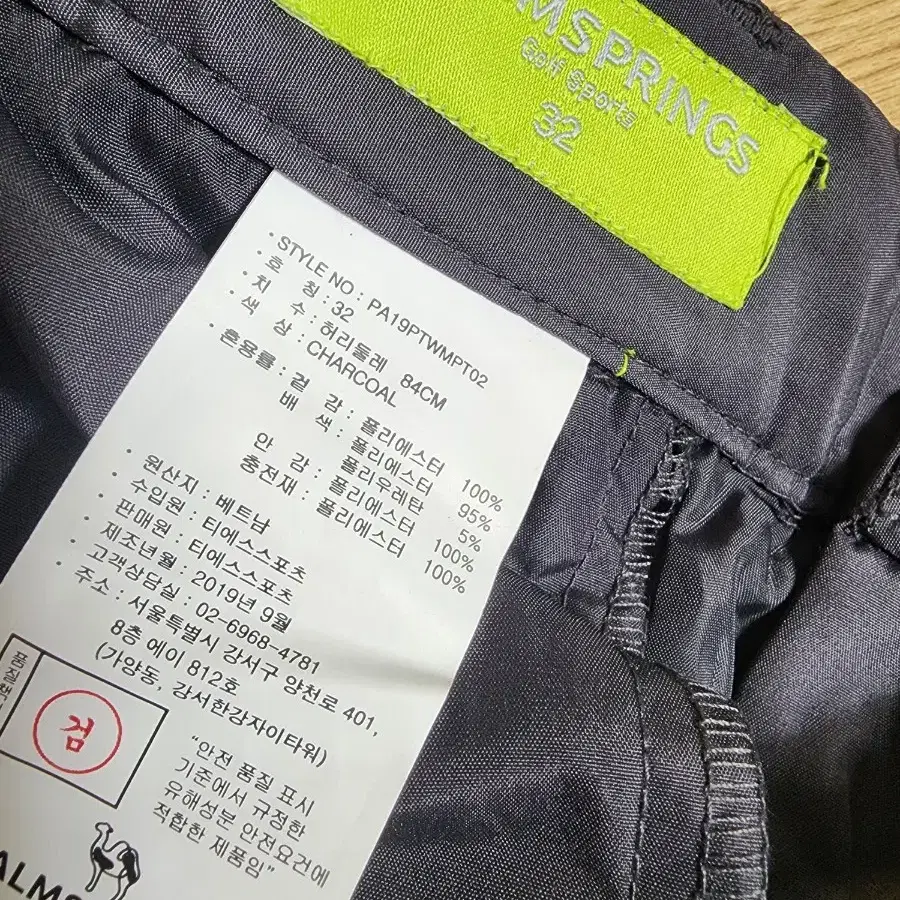 MSPRINGS
Golf Sports
32
· STYLE NO : PA19PTWMPT02
· 호 칭 : 32
· 치 수 : 허리둘레 84CM
· 색 상 : CHARCOAL
· 혼용률 : 겉 감 : 폴리에스터 100%
배 색 : 폴리에스터 95%
폴리우레탄 5%
안 감 : 폴리에스터 100%
충전재 : 폴리에스터 100%
· 원산지 : 베트남
· 수입원 : 티에스스포츠
· 판매원 : 티에스스포츠
· 제조년월 : 2019년 9월
· 고객상담실 : 02-6968-4781
· 주소 : 서울특별시 강서구 양천로 401,
8층 에이 812호
(가양동, 강서한강자이타워)
품질
검
"안전 품질 표시
기준에서 규정한
유해성분 안전요건에
적합한 제품임"
ALMS